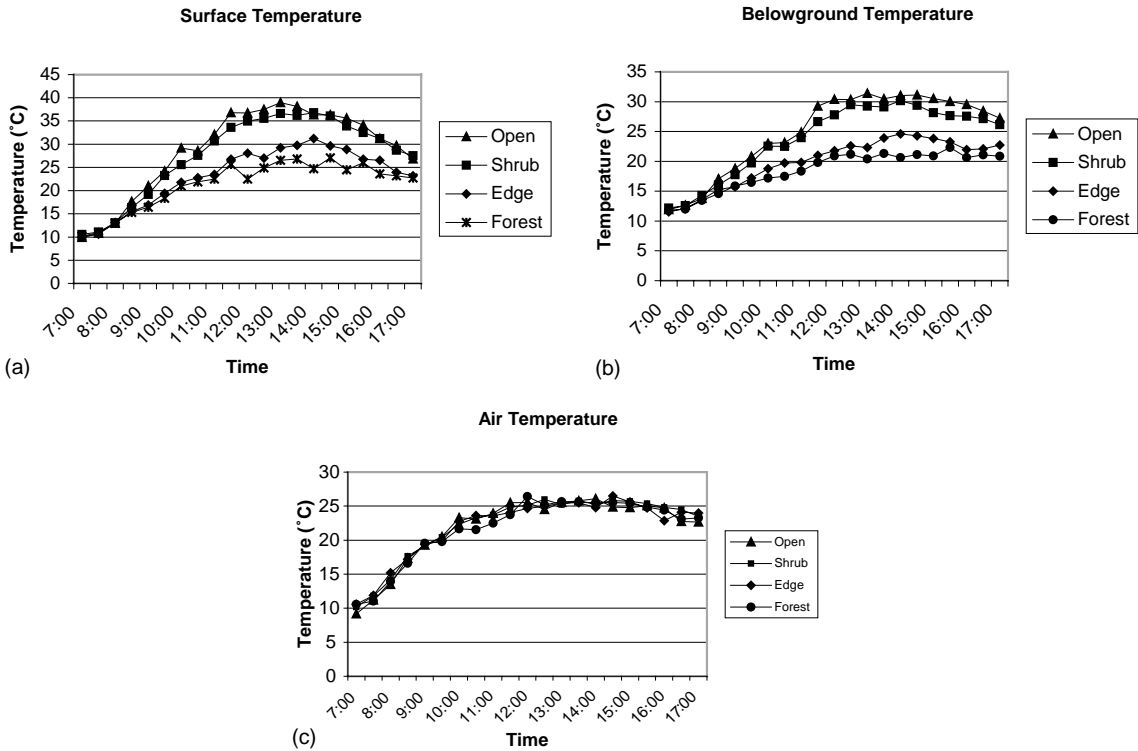 Surface Temperature
Temperature (˚C)
45
40
35
30
25
20
15
10
5
0
7:00
8:00
9:00
10:00
11:00
12:00
13:00
14:00
15:00
16:00
17:00
Time
Open
Shrub
Edge
Forest
(a)
Belowground Temperature
Temperature (˚C)
35
30
25
20
15
10
5
0
7:00
8:00
9:00
10:00
11:00
12:00
13:00
14:00
15:00
16:00
17:00
Time
Open
Shrub
Edge
Forest
(b)
Air Temperature
Temperature (˚C)
30
25
20
15
10
5
0
7:00
8:00
9:00
10:00
11:00
12:00
13:00
14:00
15:00
16:00
17:00
Time
Open
Shrub
Edge
Forest
(c)